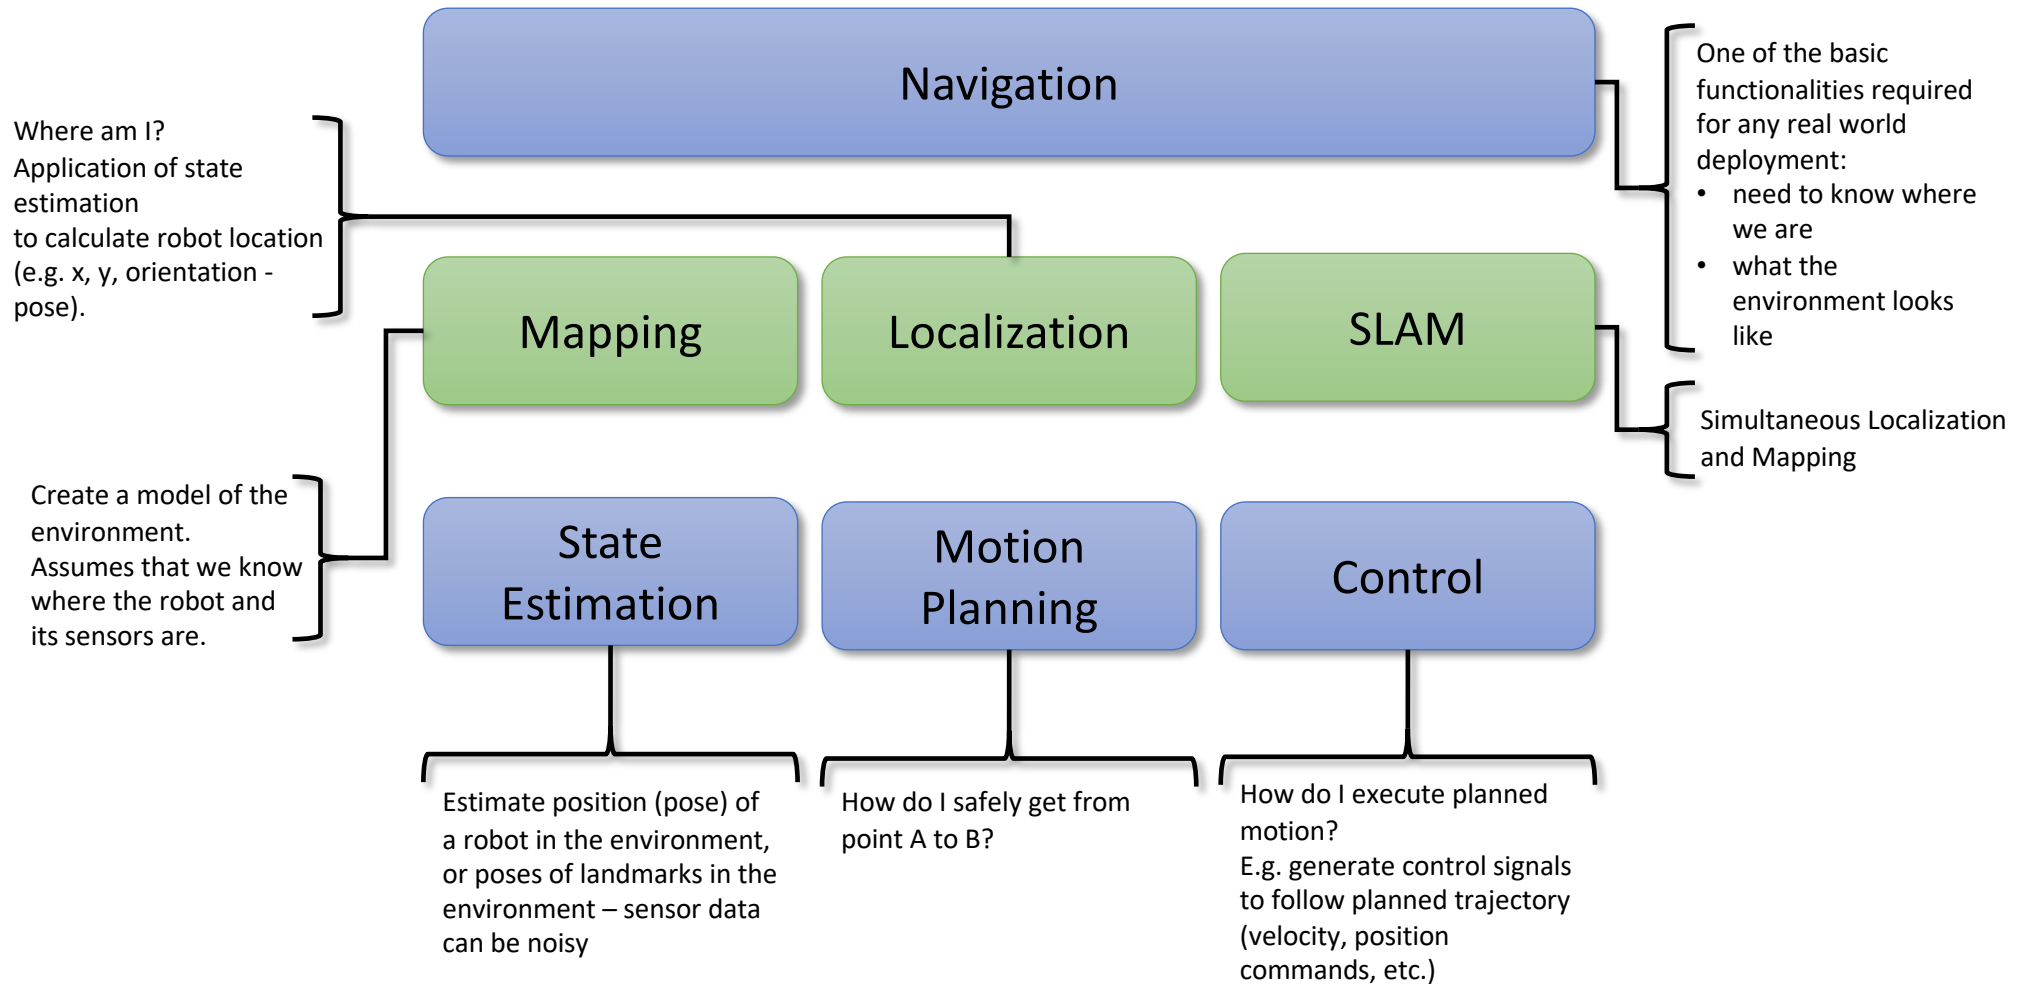 Navigation
One of the basic
functionalities required
for any real world
deployment:
• need to know where
we are
• what the
environment looks
like
Where am I?
Application of state
estimation
to calculate robot location
(e.g. x, y, orientation -
pose).
Mapping
Localization
SLAM
Simultaneous Localization
and Mapping
Create a model of the
environment.
Assumes that we know
where the robot and
its sensors are.
State
Estimation
Motion
Planning
Control
Estimate position (pose) of
a robot in the environment,
or poses of landmarks in the
environment – sensor data
can be noisy
How do I safely get from
point A to B?
How do I execute planned
motion?
E.g. generate control signals
to follow planned trajectory
(velocity, position
commands, etc.)